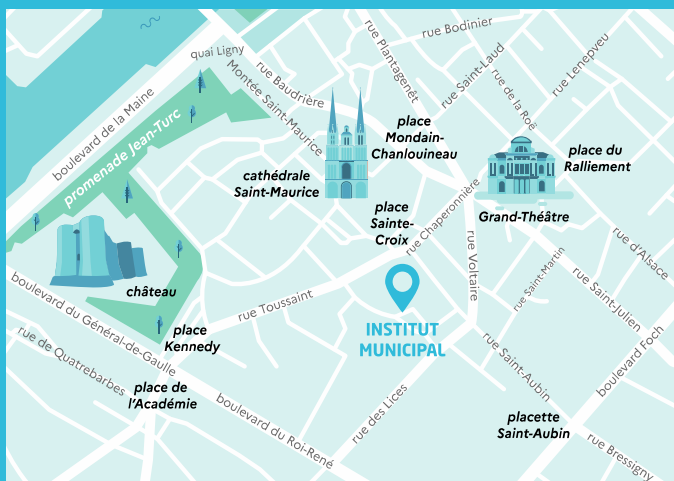 rue Bodinier
rue Plantagenêt
quai Ligny
rue Lenepveu
rue Saint-Laud
rue Baudrière
Montée Saint-Maurice
rue de la Roë
boulevard de la Maine
promenade Jean-Turc
place
Mondain-
Chanlouineau
place du
Ralliement
cathédrale
Saint-Maurice
place
Sainte-
Croix
rue Chaperonnière
Grand-Théâtre
rue d'Alsace
rue Voltaire
rue Saint-Martin
rue Saint-Julien
château
rue Toussaint
INSTITUT
MUNICIPAL
boulevard du Général-de-Gaulle
place
Kennedy
rue de Quatrebarbes
place de
l'Académie
rue Saint-Aubin
boulevard Foch
rue des Lices
boulevard du Roi-René
placette
Saint-Aubin
rue Bressigny